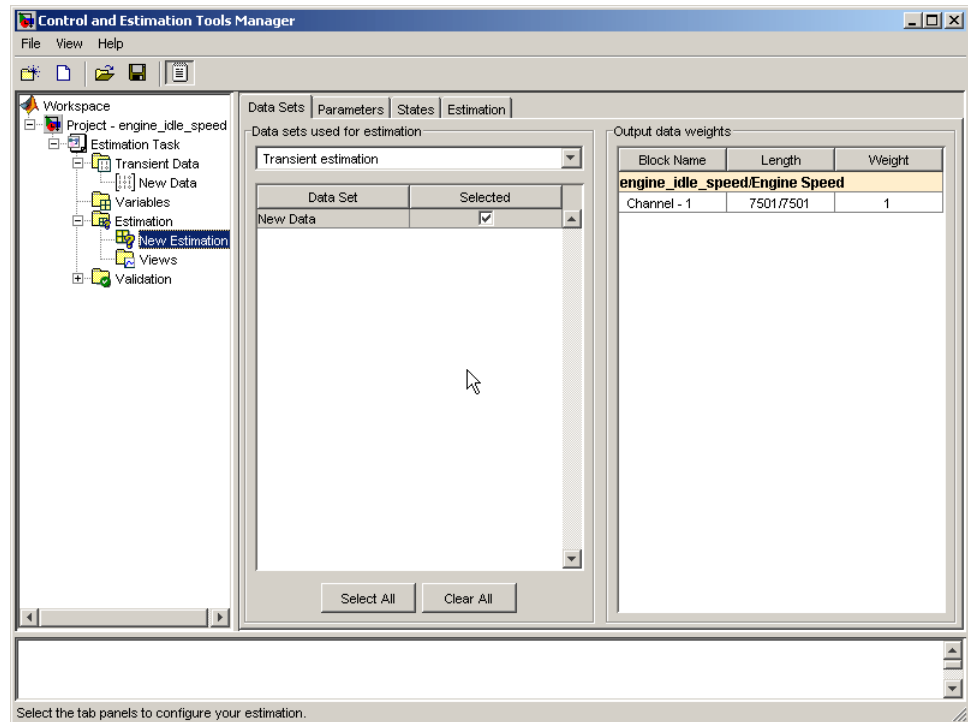 Control and Estimation Tools Manager
File View Help
Workspace
Project - engine_idle_speed
Estimation Task
Transient Data
New Data
Variables
Estimation
New Estimation
Views
Validation
Data Sets Parameters States Estimation
Data sets used for estimation
Transient estimation
Data Set Selected
New Data
Select All Clear All
Output data weights
Block Name Length Weight
engine_idle_speed/Engine Speed
Channel - 1 7501/7501 1
Select the tab panels to configure your estimation.